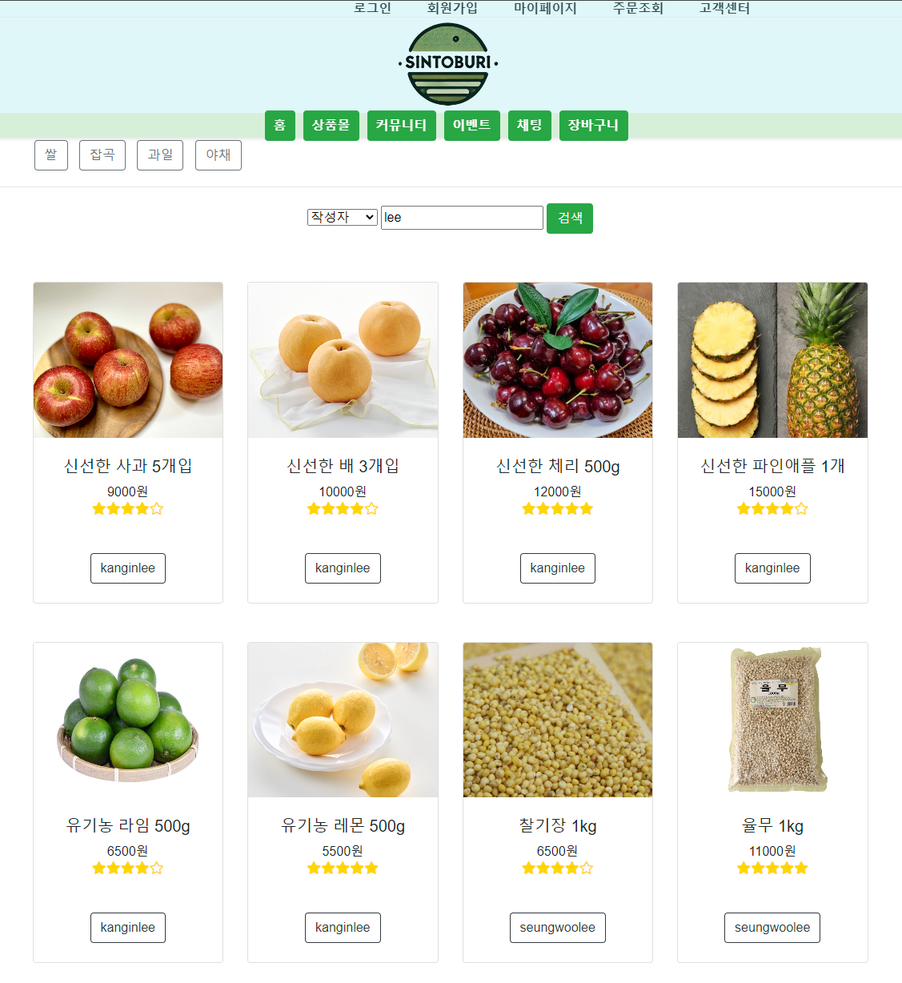 로그인 회원가입 마이페이지 주문조회 고객센터
· SINTOBURI ·
홈 상품몰 커뮤니티 이벤트 채팅 장바구니
쌀 잡곡 과일 야채
작성자 lee 검색
신선한 사과 5개입
9000원
kanginlee
신선한 배 3개입
10000원
kanginlee
신선한 체리 500g
12000원
kanginlee
신선한 파인애플 1개
15000원
kanginlee
유기농 라임 500g
6500원
kanginlee
유기농 레몬 500g
5500원
kanginlee
찰기장 1kg
6500원
seungwoolee
율무
율무 1kg
11000원
seungwoolee